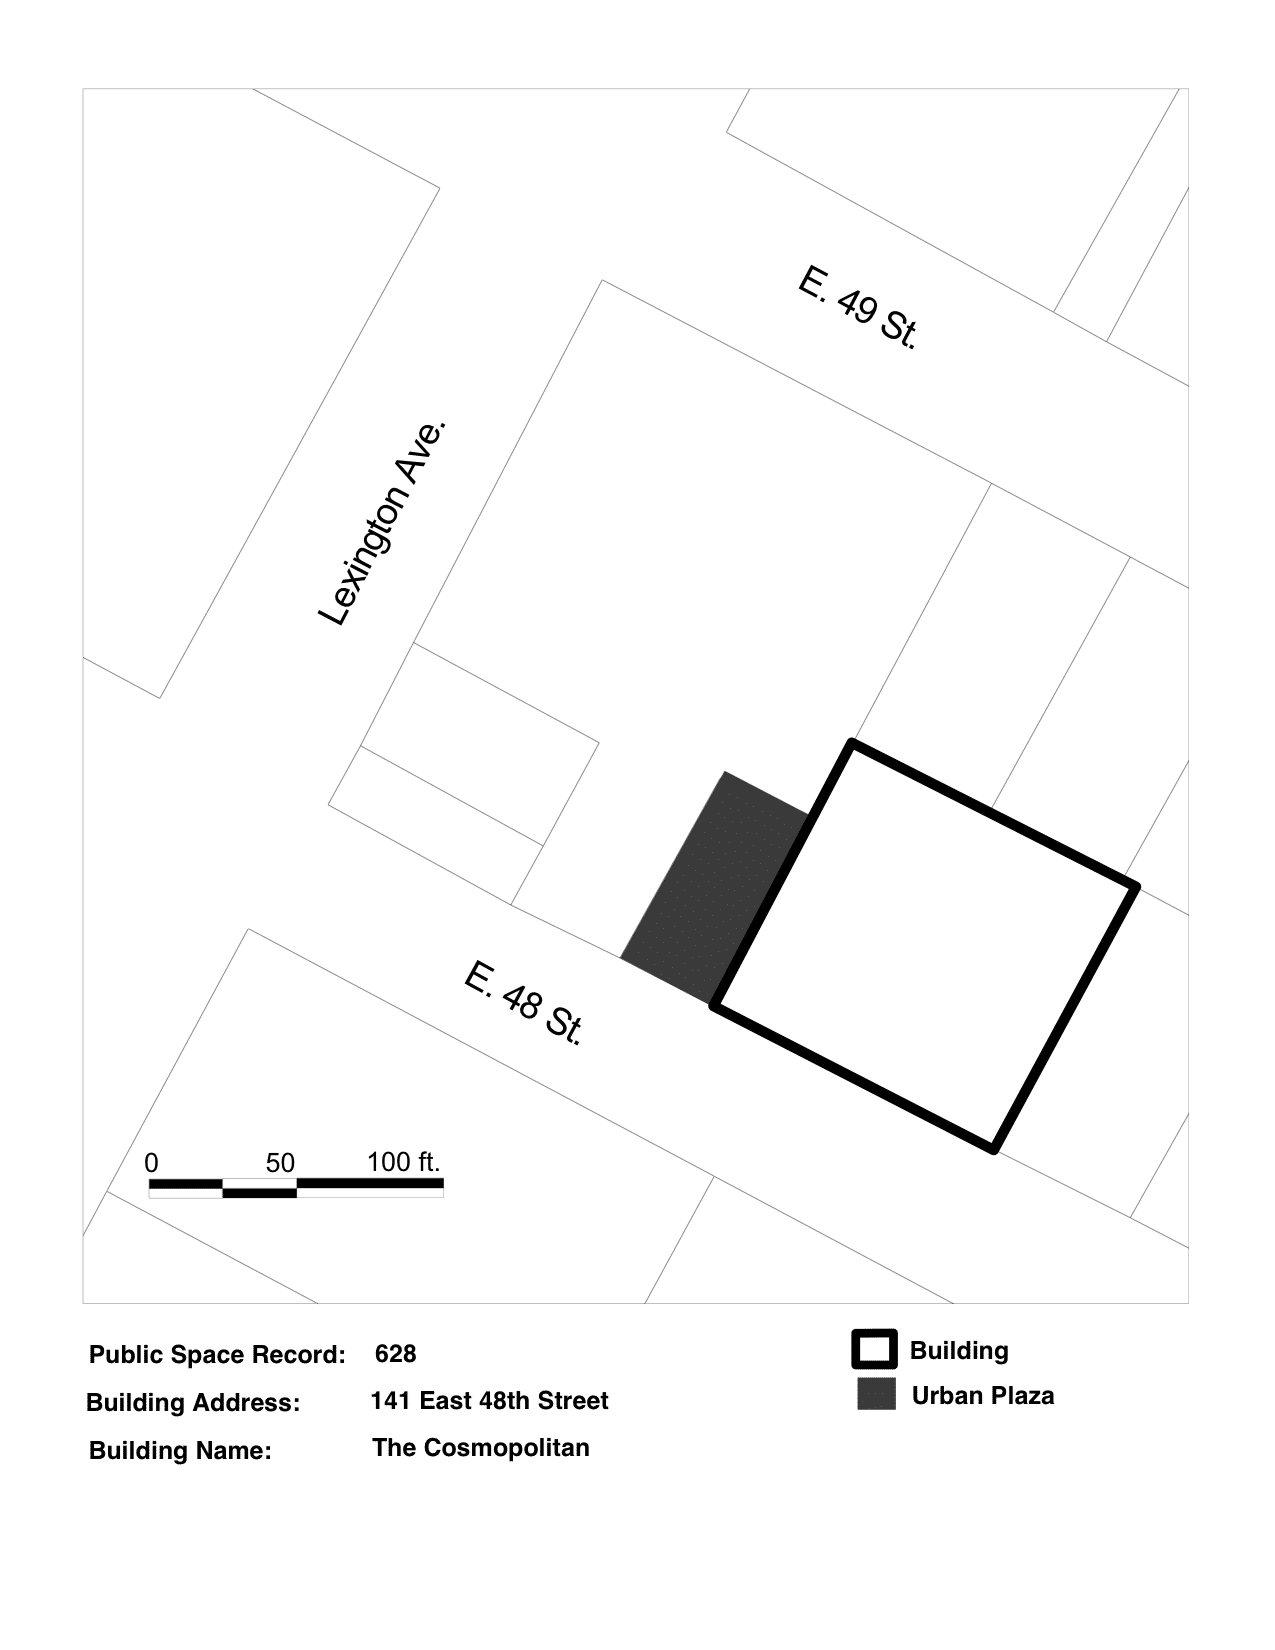 E. 49 St.
Lexington Ave.
E. 48 St.
0 50 100 ft.
Public Space Record: 628
Building Address: 141 East 48th Street
Building Name: The Cosmopolitan
Building
Urban Plaza